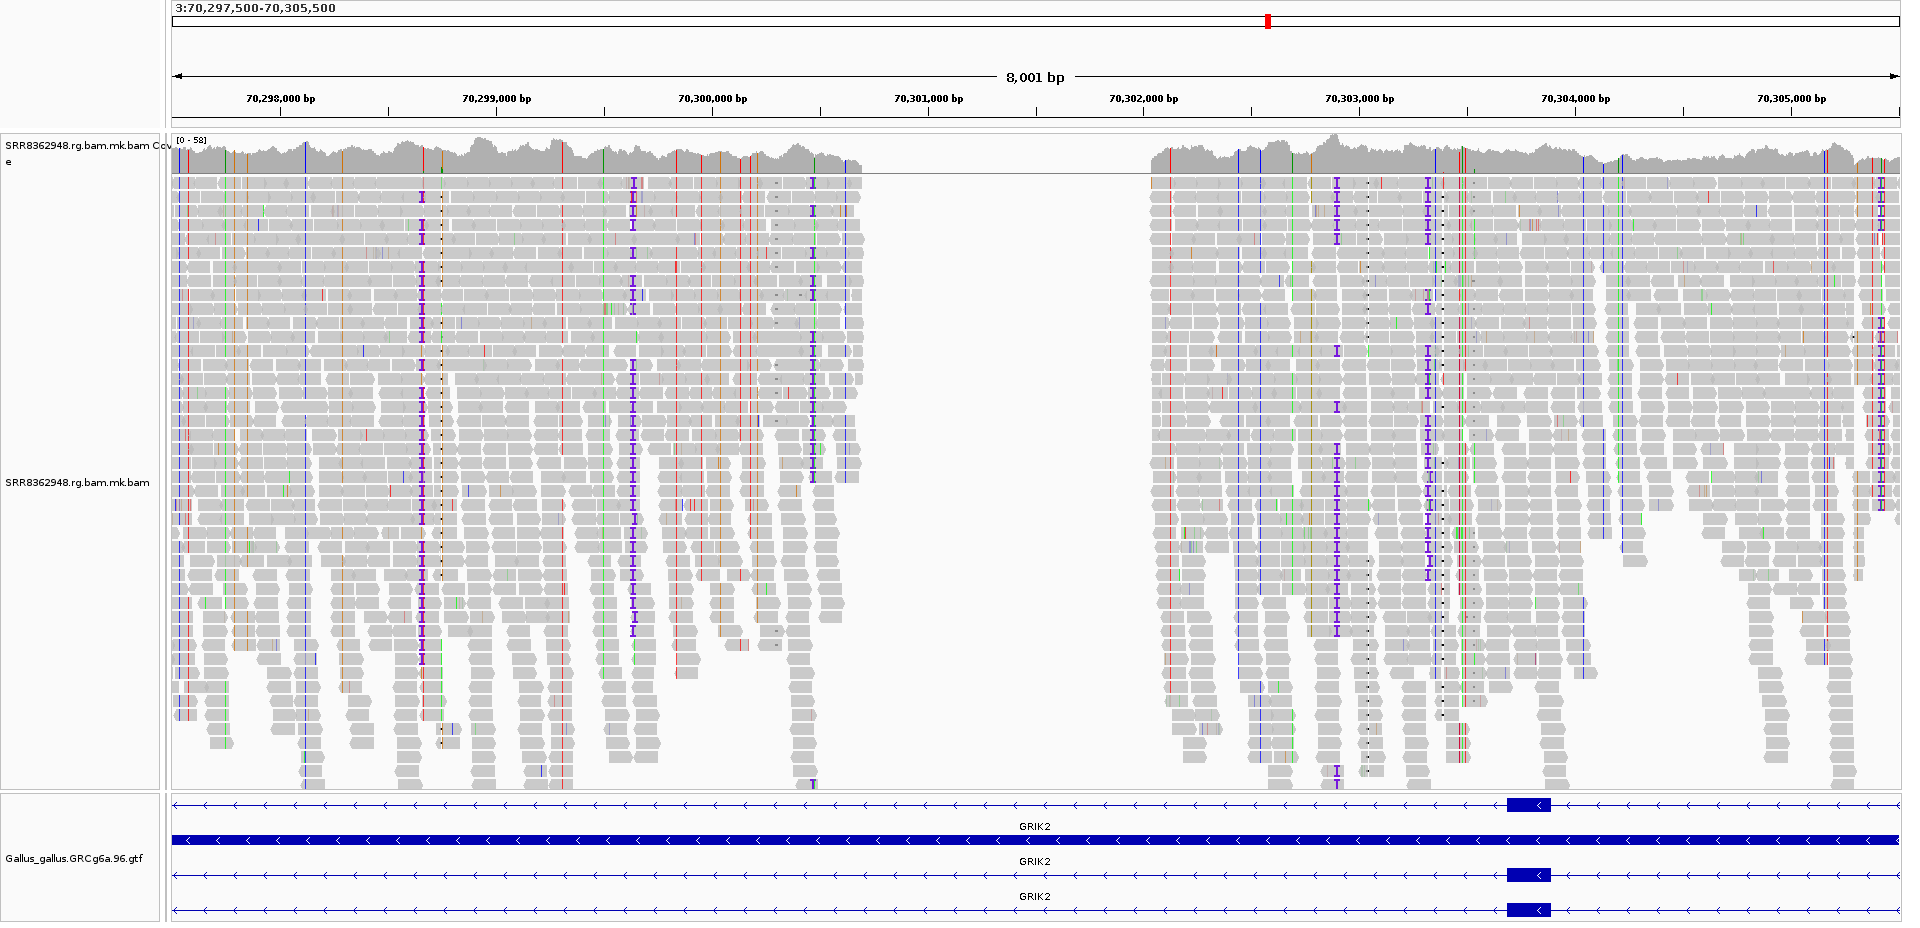 3:70,297,500-70,305,500
8,001 bp
70,298,000 bp 70,299,000 bp 70,300,000 bp 70,301,000 bp 70,302,000 bp 70,303,000 bp 70,304,000 bp 70,305,000 bp
[0 - 58]
SRR8362948.rg.bam.mk.bam Cov
e
SRR8362948.rg.bam.mk.bam
GRIK2
Gallus_gallus.GRCg6a.96.gtf
GRIK2
GRIK2